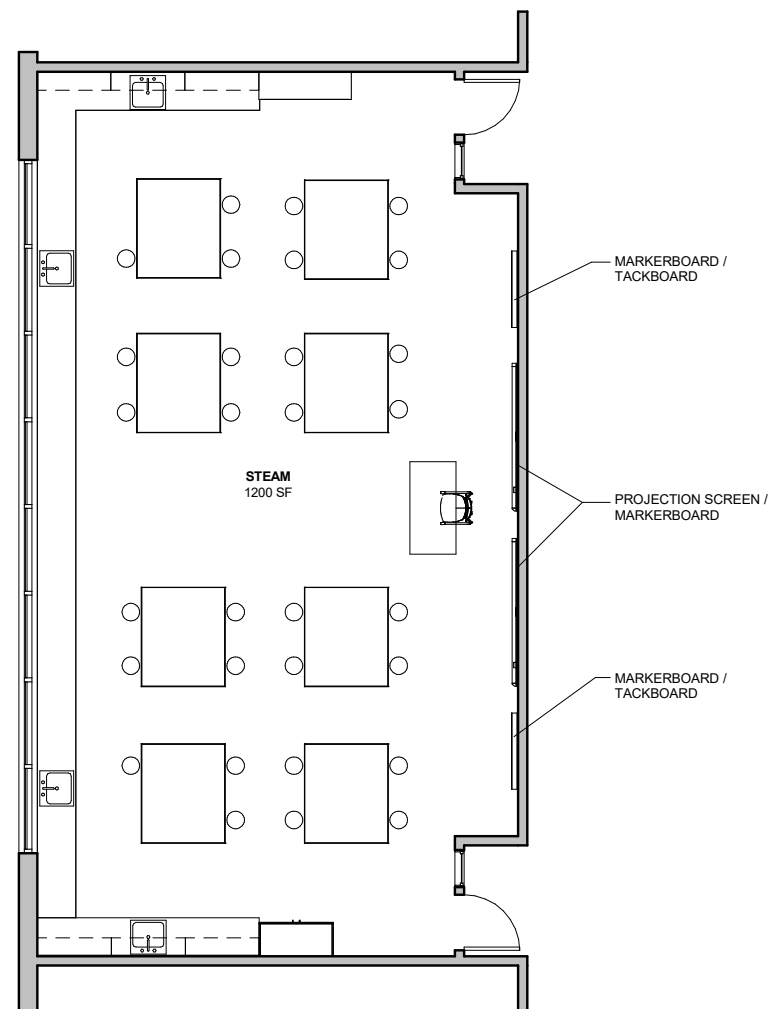 MARKERBOARD /
TACKBOARD
STEAM
1200 SF
PROJECTION SCREEN /
MARKERBOARD
MARKERBOARD /
TACKBOARD